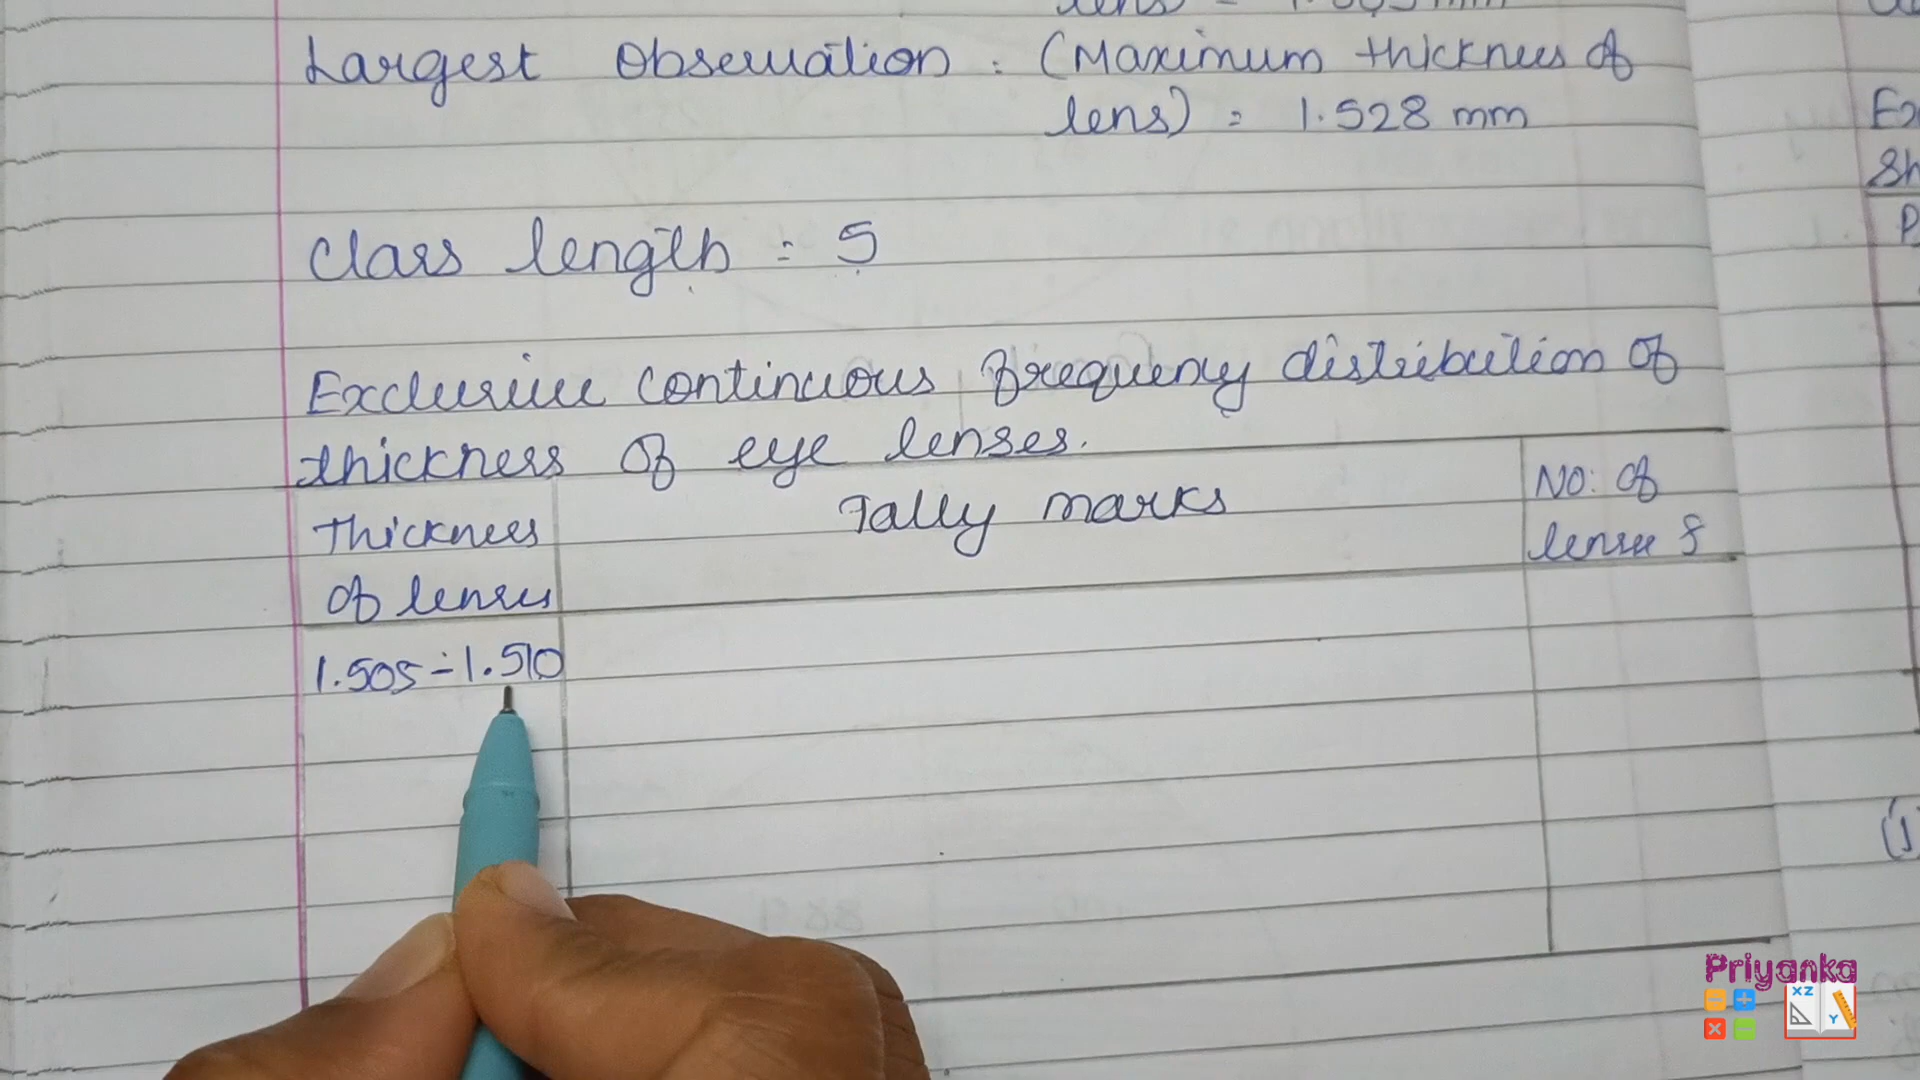 Largest Observation : (Maximum thickness of
lens) = 1.528 mm
Class length = 5
Exclusive continuous frequency distribution of
thickness of eye lenses.
Thickness
of lenses
Tally marks
No: of
lenses
1.505-1.510
Priyanka